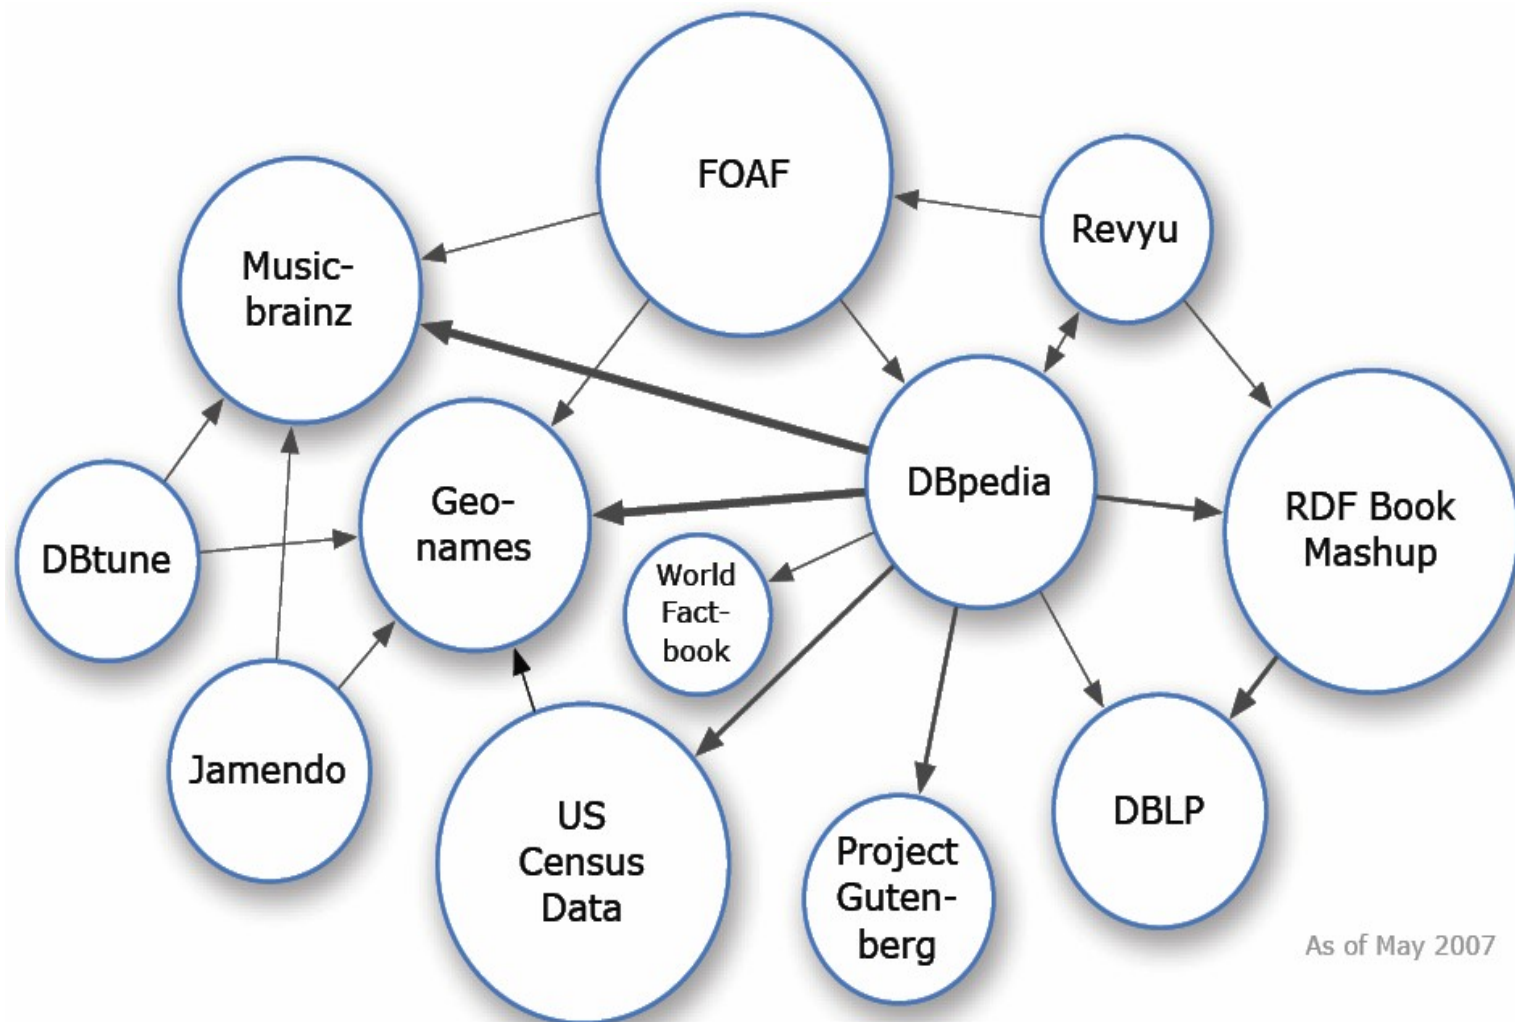 FOAF
Revyu
Music-
brainz
DBpedia
Geo-
names
RDF Book
Mashup
DBtune
World
Fact-
book
Jamendo
US
Census
Data
Project
Guten-
berg
DBLP
As of May 2007